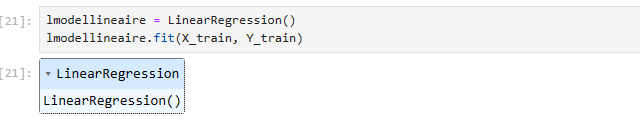 [21]: lmodellineaire = LinearRegression()
lmodellineaire.fit(X_train, Y_train)
[21]: ▾ LinearRegression
LinearRegression()